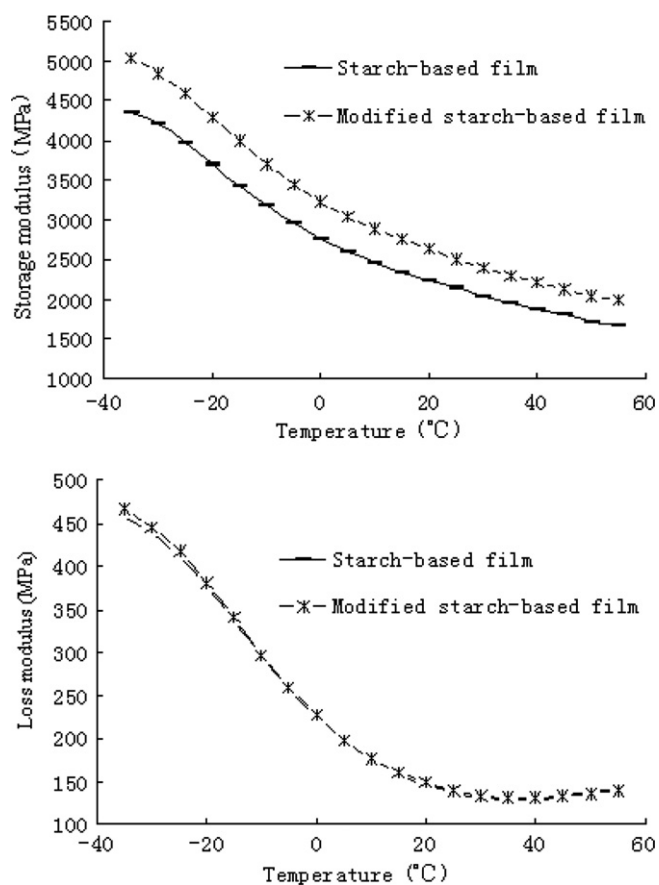 5500
5000
4500
4000
3500
3000
2500
2000
1500
1000
Storage modulus (MPa)
Starch-based film
Modified starch-based film
-40 -20 0 20 40 60
Temperature (°C)
500
450
400
350
300
250
200
150
100
Loss modulus (MPa)
Starch-based film
Modified starch-based film
-40 -20 0 20 40 60
Temperature (°C)